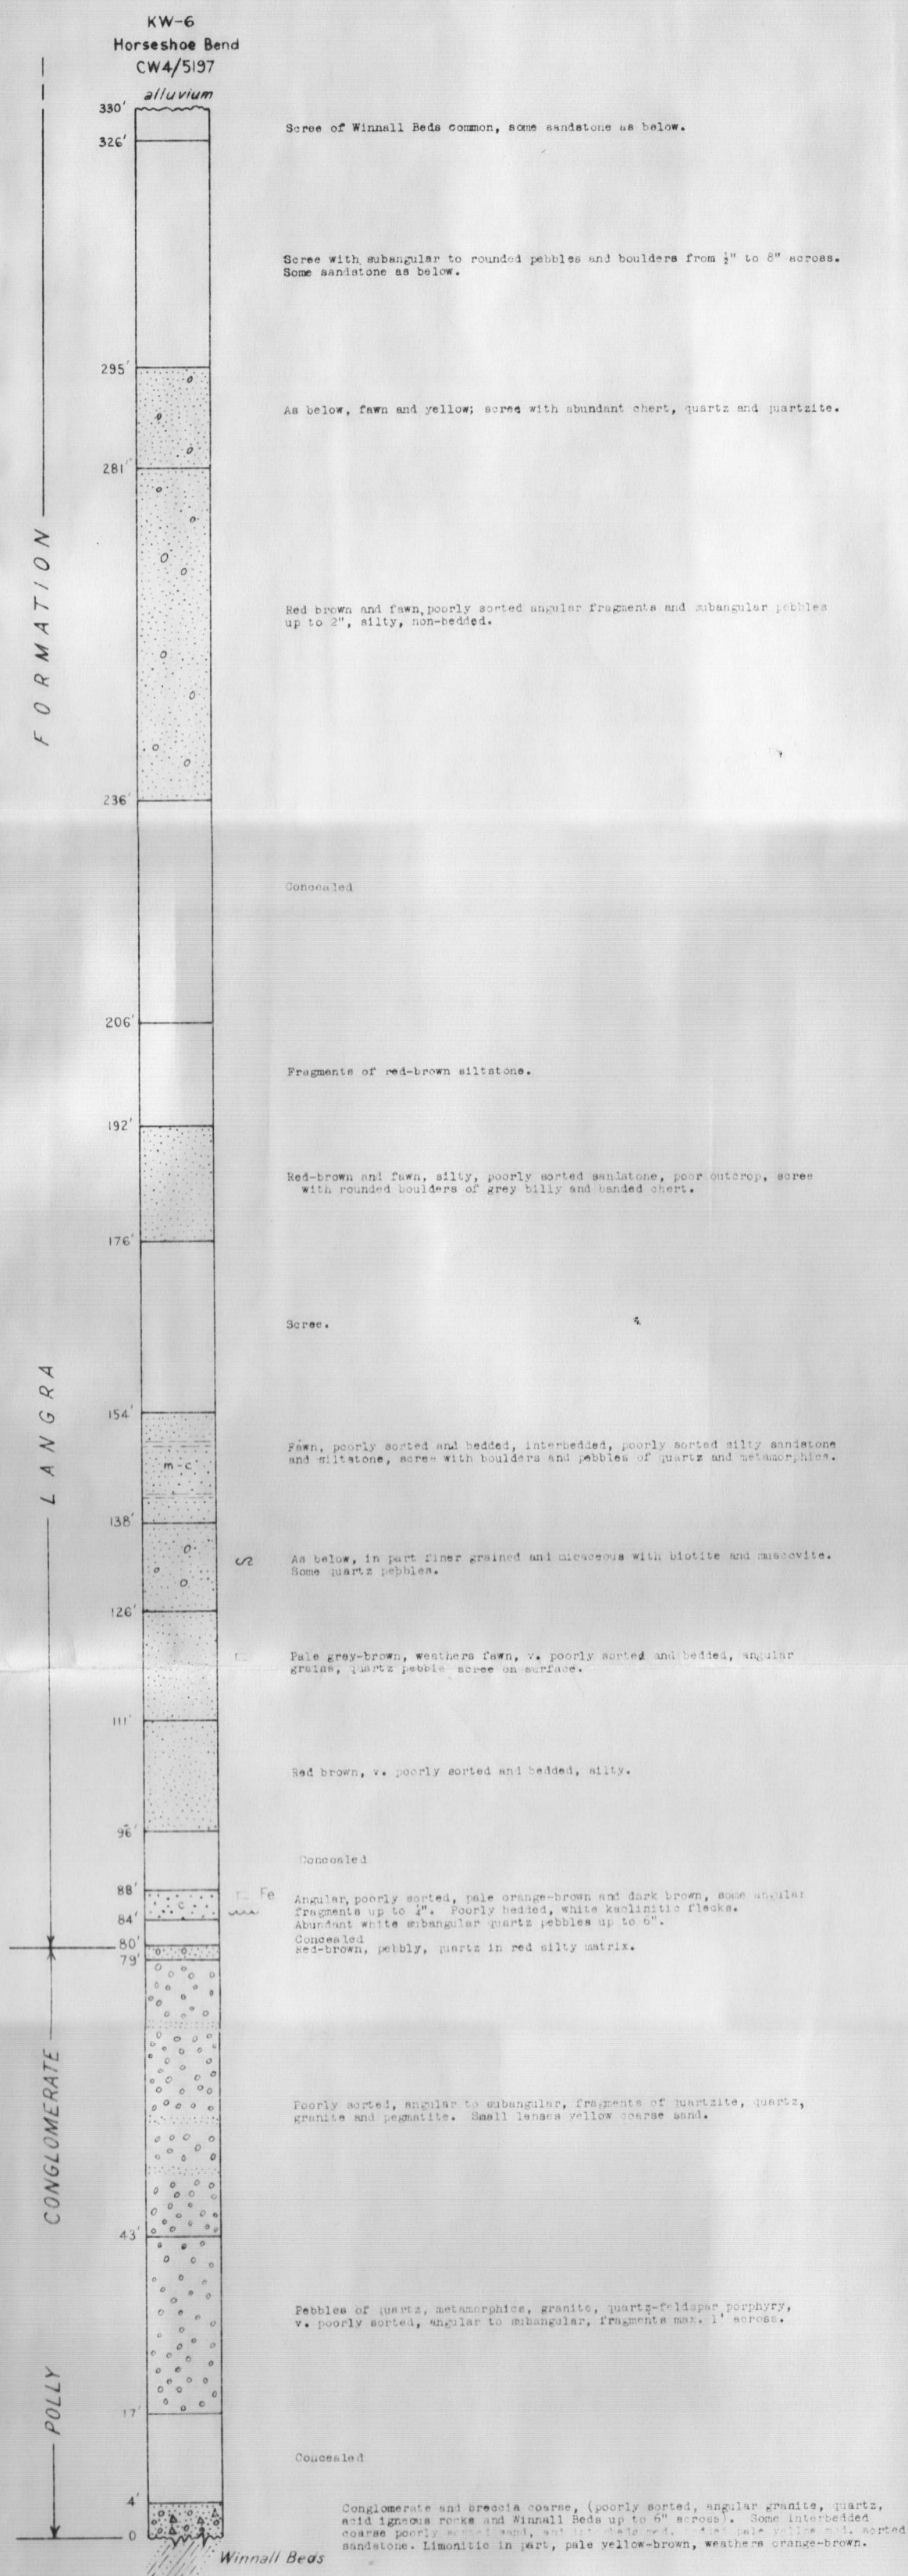 KW-6
Horseshoe Bend
CW4/5197
alluvium
330'
Scree of Winnall Beds common, some sandstone as below.
326'
Scree with subangular to rounded pebbles and boulders from ½" to 8" across.
Some sandstone as below.
295'
As below, fawn and yellow; scree with abundant chert, quartz and quartzite.
281'
FORMATION
Red brown and fawn, poorly sorted angular fragments and subangular pebbles
up to 2", silty, non-bedded.
236'
Concealed
206'
Fragments of red-brown siltstone.
192'
Red-brown and fawn, silty, poorly sorted sandstone, poor outcrop, scree
with rounded boulders of grey billy and banded chert.
176'
Scree.
LANGRA
154'
Fawn, poorly sorted and bedded, interbedded, poorly sorted silty sandstone
and siltstone, scree with boulders and pebbles of quartz and metamorphics.
m-c
138'
As below, in part finer grained and micaceous with biotite and muscovite.
Some quartz pebbles.
126'
Pale grey-brown, weathers fawn, v. poorly sorted and bedded, angular
grains, quartz pebble scree on surface.
111'
Red brown, v. poorly sorted and bedded, silty.
96'
Concealed
88'
Fe
Angular, poorly sorted, pale orange-brown and dark brown, some angular
c
fragments up to ¼". Poorly bedded, white kaolinitic flecks.
84'
Abundant white subangular quartz pebbles up to 6".
Concealed
80'
Red-brown, pebbly, quartz in red silty matrix.
79'
CONGLOMERATE
Poorly sorted, angular to subangular, fragments of quartzite, quartz,
granite and pegmatite. Small lenses yellow coarse sand.
43'
Pebbles of quartz, metamorphics, granite, quartz-feldspar porphyry,
v. poorly sorted, angular to subangular, fragments max. 1' across.
POLLY
17'
Concealed
4'
Conglomerate and breccia coarse, (poorly sorted, angular granite, quartz,
acid igneous rocks and Winnall Beds up to 6" across). Some interbedded
coarse poorly sorted sand, and pale yellow sorted
0
sandstone. Limonitic in part, pale yellow-brown, weathers orange-brown.
Winnall Beds